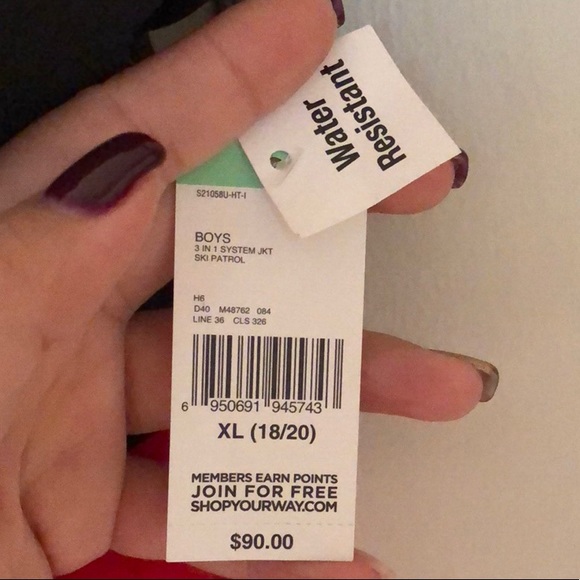 Water
Resistant
S21058U-HT-I
BOYS
3 IN 1 SYSTEM JKT
SKI PATROL
H6
D40 M48762 084
LINE 36 CLS 326
6 950691 945743
XL (18/20)
MEMBERS EARN POINTS
JOIN FOR FREE
SHOPYOURWAY.COM
$90.00